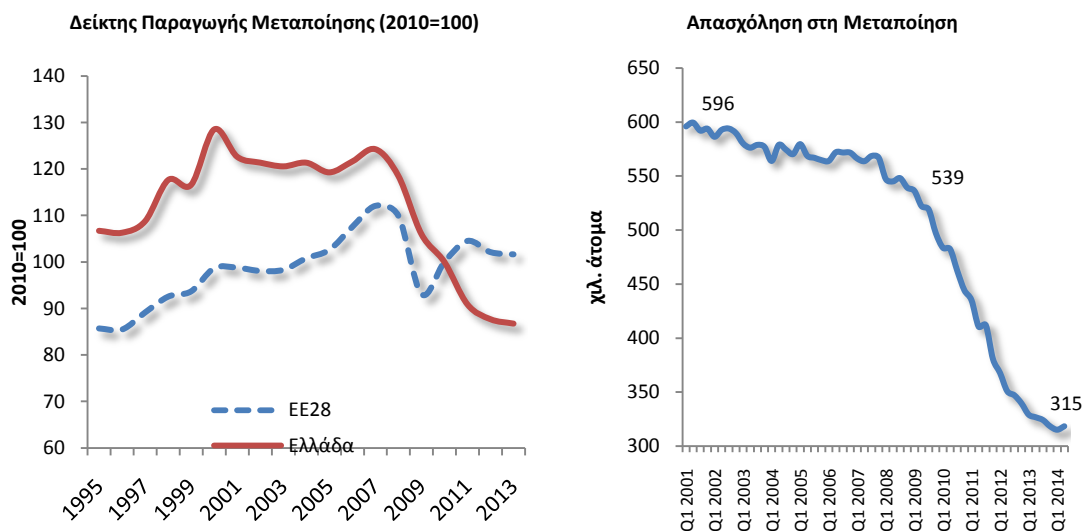 Δείκτης Παραγωγής Μεταποίησης (2010=100)
2010=100
140
130
120
110
100
90
80
70
60
ΕΕ28
Ελλάδα
1995
1997
1999
2001
2003
2005
2007
2009
2011
2013
Απασχόληση στη Μεταποίηση
χιλ. άτομα
650
600
550
500
450
400
350
300
596
539
315
Q1 2001
Q1 2002
Q1 2003
Q1 2004
Q1 2005
Q1 2006
Q1 2007
Q1 2008
Q1 2009
Q1 2010
Q1 2011
Q1 2012
Q1 2013
Q1 2014